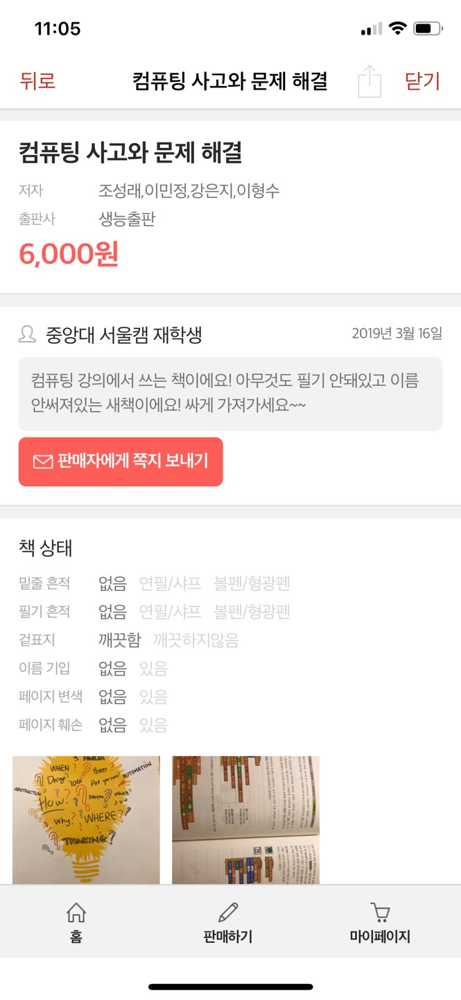 11:05
뒤로 컴퓨팅 사고와 문제 해결 닫기
컴퓨팅 사고와 문제 해결
저자 조성래,이민정,강은지,이형수
출판사 생능출판
6,000원
중앙대 서울캠 재학생 2019년 3월 16일
컴퓨팅 강의에서 쓰는 책이에요! 아무것도 필기 안돼있고 이름
안써져있는 새책이에요! 싸게 가져가세요~~
판매자에게 쪽지 보내기
책 상태
밑줄 흔적 없음 연필/샤프 볼펜/형광펜
필기 흔적 없음 연필/샤프 볼펜/형광펜
겉표지 깨끗함 깨끗하지않음
이름 기입 없음 있음
페이지 변색 없음 있음
페이지 훼손 없음 있음
PROBLEM
WHEN ? Process
AUTOMATION
Design? IDEA Are you sure?
ABSTRACTION
HOW? Solution What?
Why? WHERE?
THINKING
홈 판매하기 마이페이지